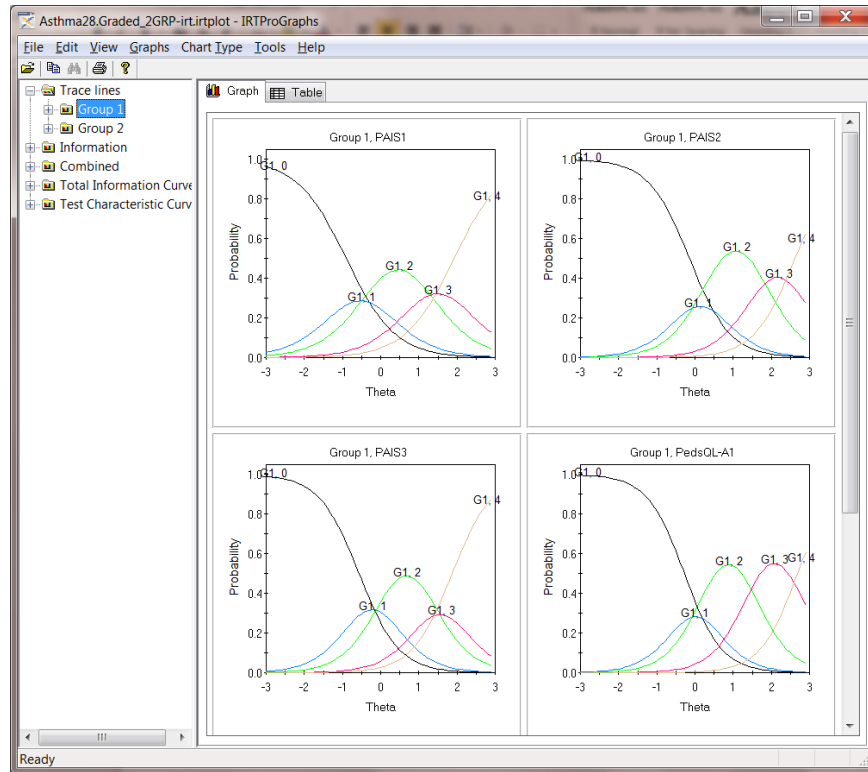 Asthma28.Graded_2GRP-irt.irtplot - IRTProGraphs
File Edit View Graphs Chart Type Tools Help
Trace lines
Group 1
Group 2
Information
Combined
Total Information Curve
Test Characteristic Curv
Graph Table
Group 1, PAIS1
Probability
1.0
0.8
0.6
0.4
0.2
0.0
G1, 0
G1, 1
G1, 2
G1, 3
G1, 4
-3 -2 -1 0 1 2 3
Theta
Group 1, PAIS2
Probability
1.0
0.8
0.6
0.4
0.2
0.0
G1, 0
G1, 1
G1, 2
G1, 3
G1, 4
-3 -2 -1 0 1 2 3
Theta
Group 1, PAIS3
Probability
1.0
0.8
0.6
0.4
0.2
0.0
G1, 0
G1, 1
G1, 2
G1, 3
G1, 4
-3 -2 -1 0 1 2 3
Theta
Group 1, PedsQL-A1
Probability
1.0
0.8
0.6
0.4
0.2
0.0
G1, 0
G1, 1
G1, 2
G1, 3
G1, 4
-3 -2 -1 0 1 2 3
Theta
Ready